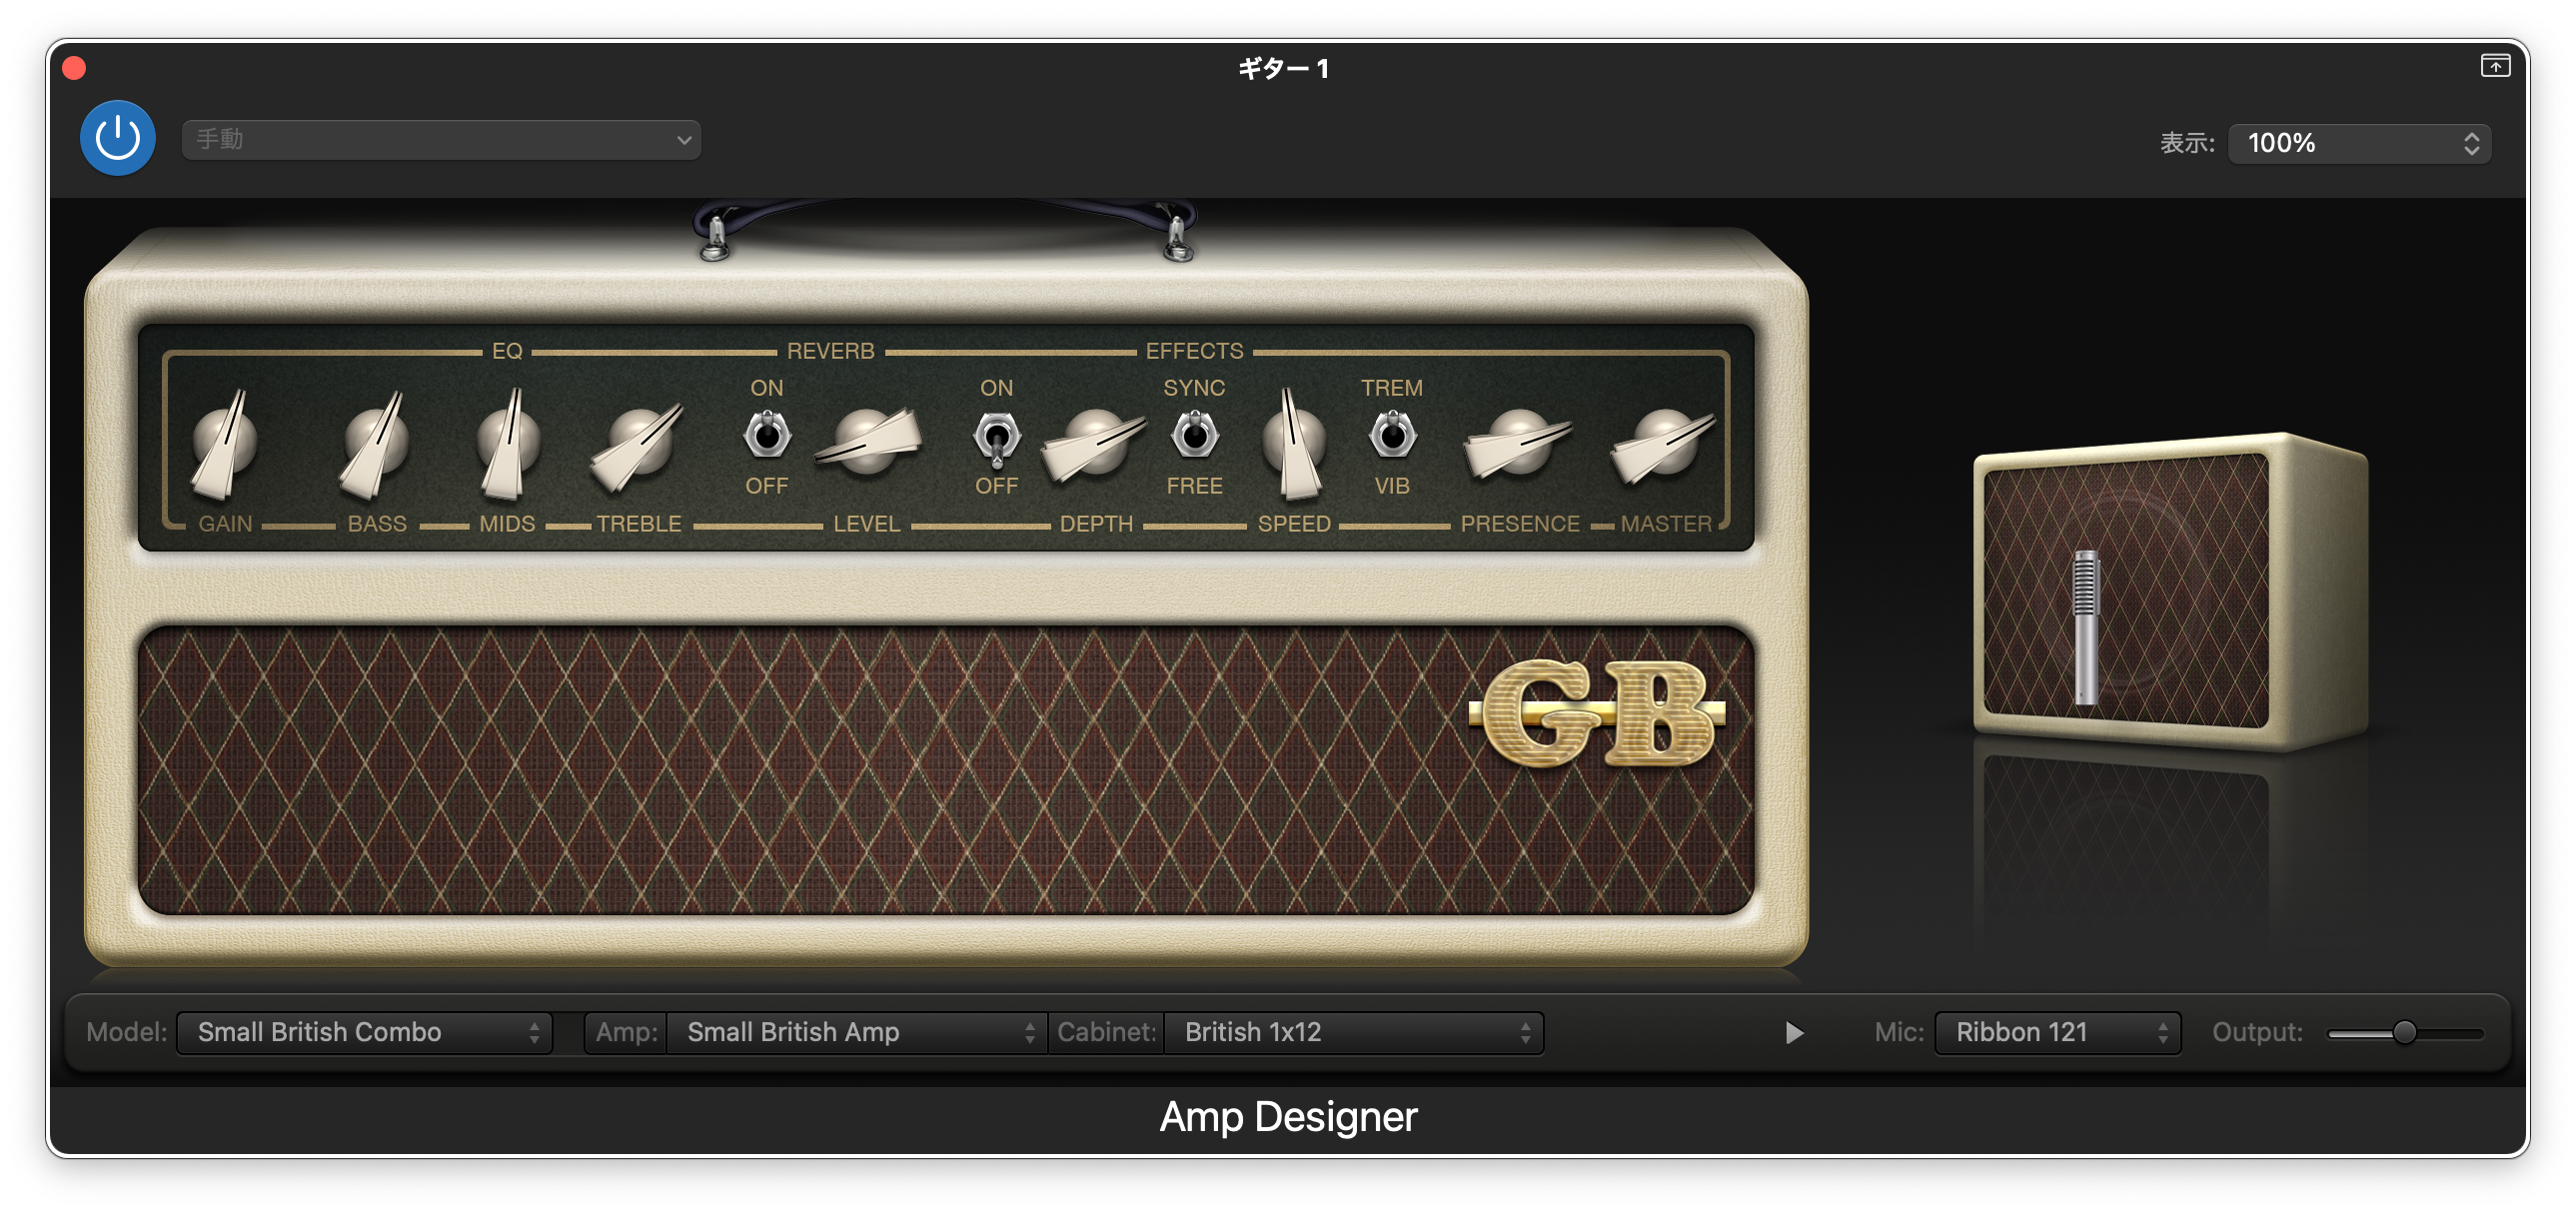 ギター 1
手動
表示: 100%
EQ REVERB EFFECTS
ON ON SYNC TREM
OFF OFF FREE VIB
GAIN BASS MIDS TREBLE LEVEL DEPTH SPEED PRESENCE MASTER
GB
Model: Small British Combo Amp: Small British Amp Cabinet: British 1x12 Mic: Ribbon 121 Output:
Amp Designer